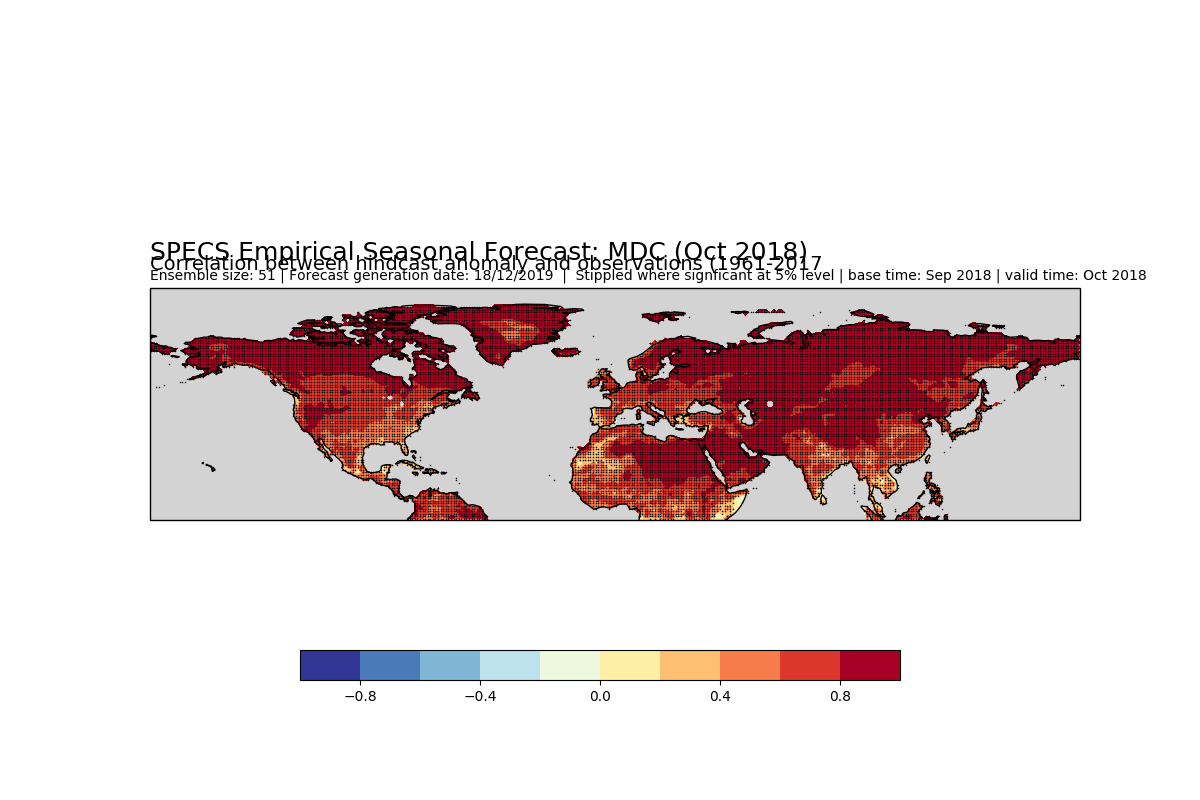 SPECS Empirical Seasonal Forecast: MDC (Oct 2018)
Correlation between hindcast anomaly and observations (1961-2017
Ensemble size: 51 | Forecast generation date: 18/12/2019 | Stippled where signficant at 5% level | base time: Sep 2018 | valid time: Oct 2018
−0.8 −0.4 0.0 0.4 0.8